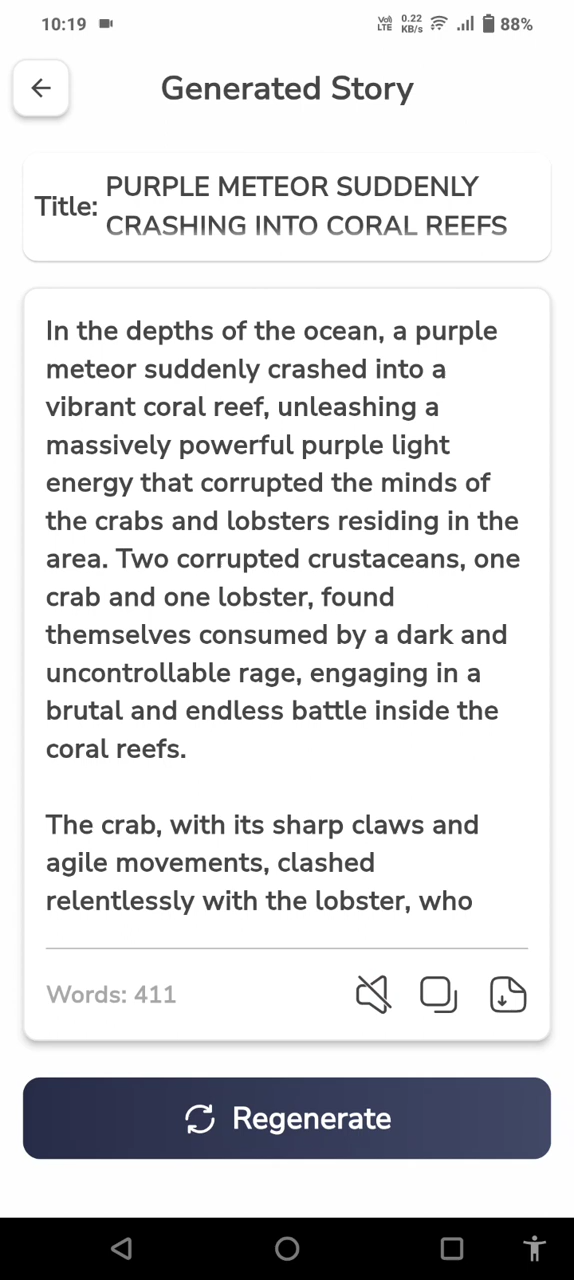 10:19
Vo)
LTE
0.22
KB/s
88%
Generated Story
Title:
PURPLE METEOR SUDDENLY
CRASHING INTO CORAL REEFS
In the depths of the ocean, a purple
meteor suddenly crashed into a
vibrant coral reef, unleashing a
massively powerful purple light
energy that corrupted the minds of
the crabs and lobsters residing in the
area. Two corrupted crustaceans, one
crab and one lobster, found
themselves consumed by a dark and
uncontrollable rage, engaging in a
brutal and endless battle inside the
coral reefs.
The crab, with its sharp claws and
agile movements, clashed
relentlessly with the lobster, who
Words: 411
Regenerate